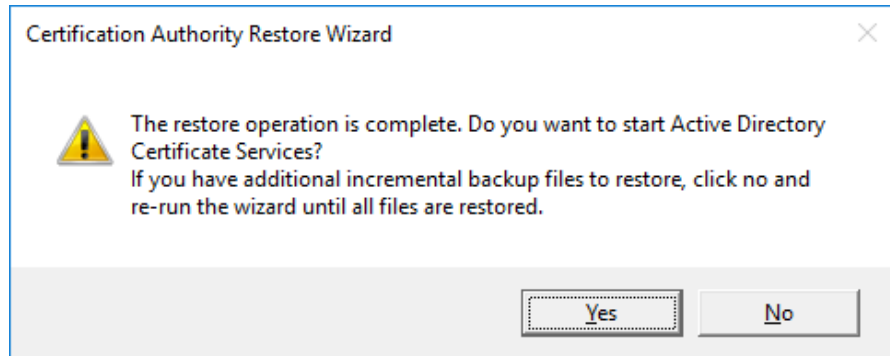 Certification Authority Restore Wizard
The restore operation is complete. Do you want to start Active Directory
Certificate Services?
If you have additional incremental backup files to restore, click no and
re-run the wizard until all files are restored.
Yes
No